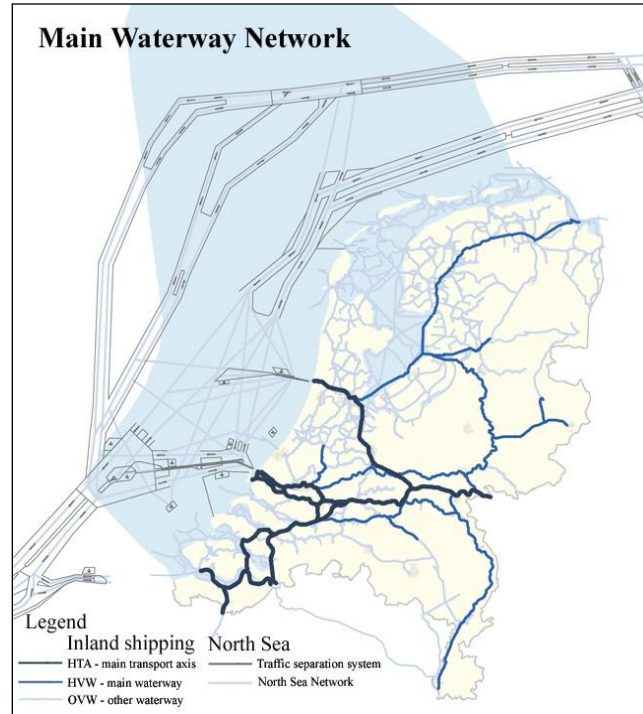 Main Waterway Network
Legend
Inland shipping
HTA - main transport axis
HVW - main waterway
OVW - other waterway
North Sea
Traffic separation system
North Sea Network